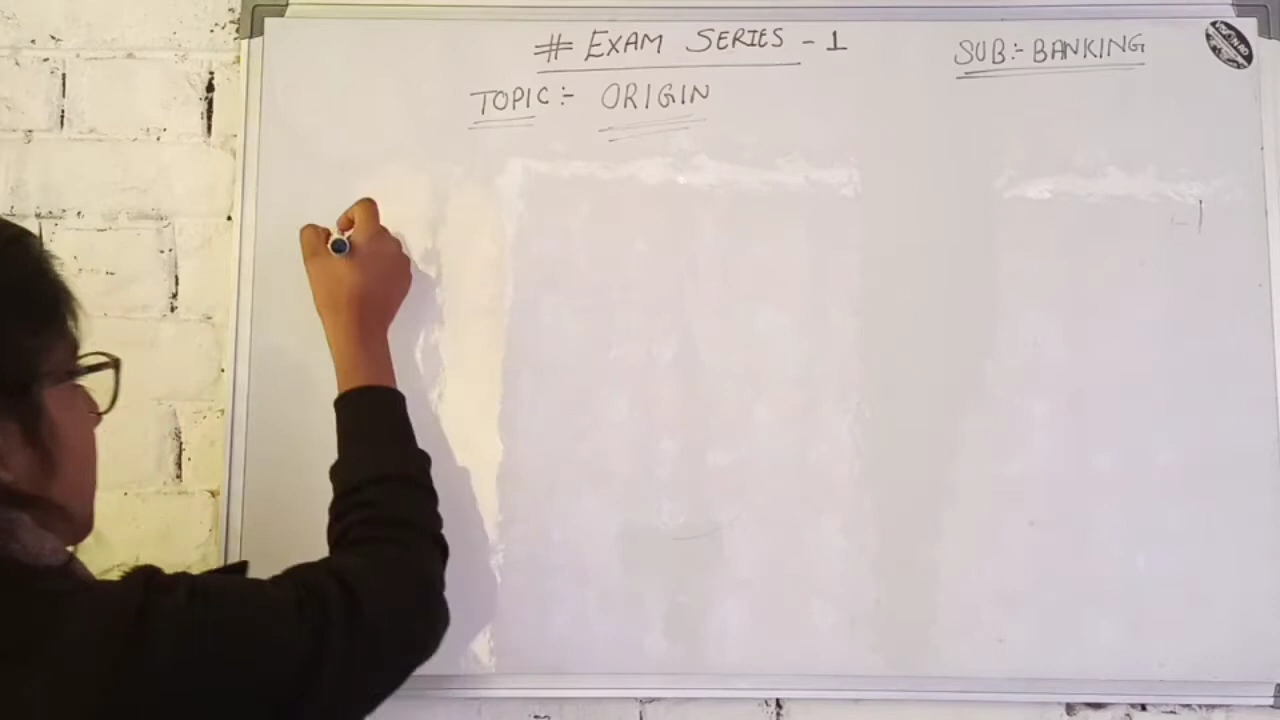 # EXAM SERIES - 1
SUB:- BANKING
TOPIC:- ORIGIN